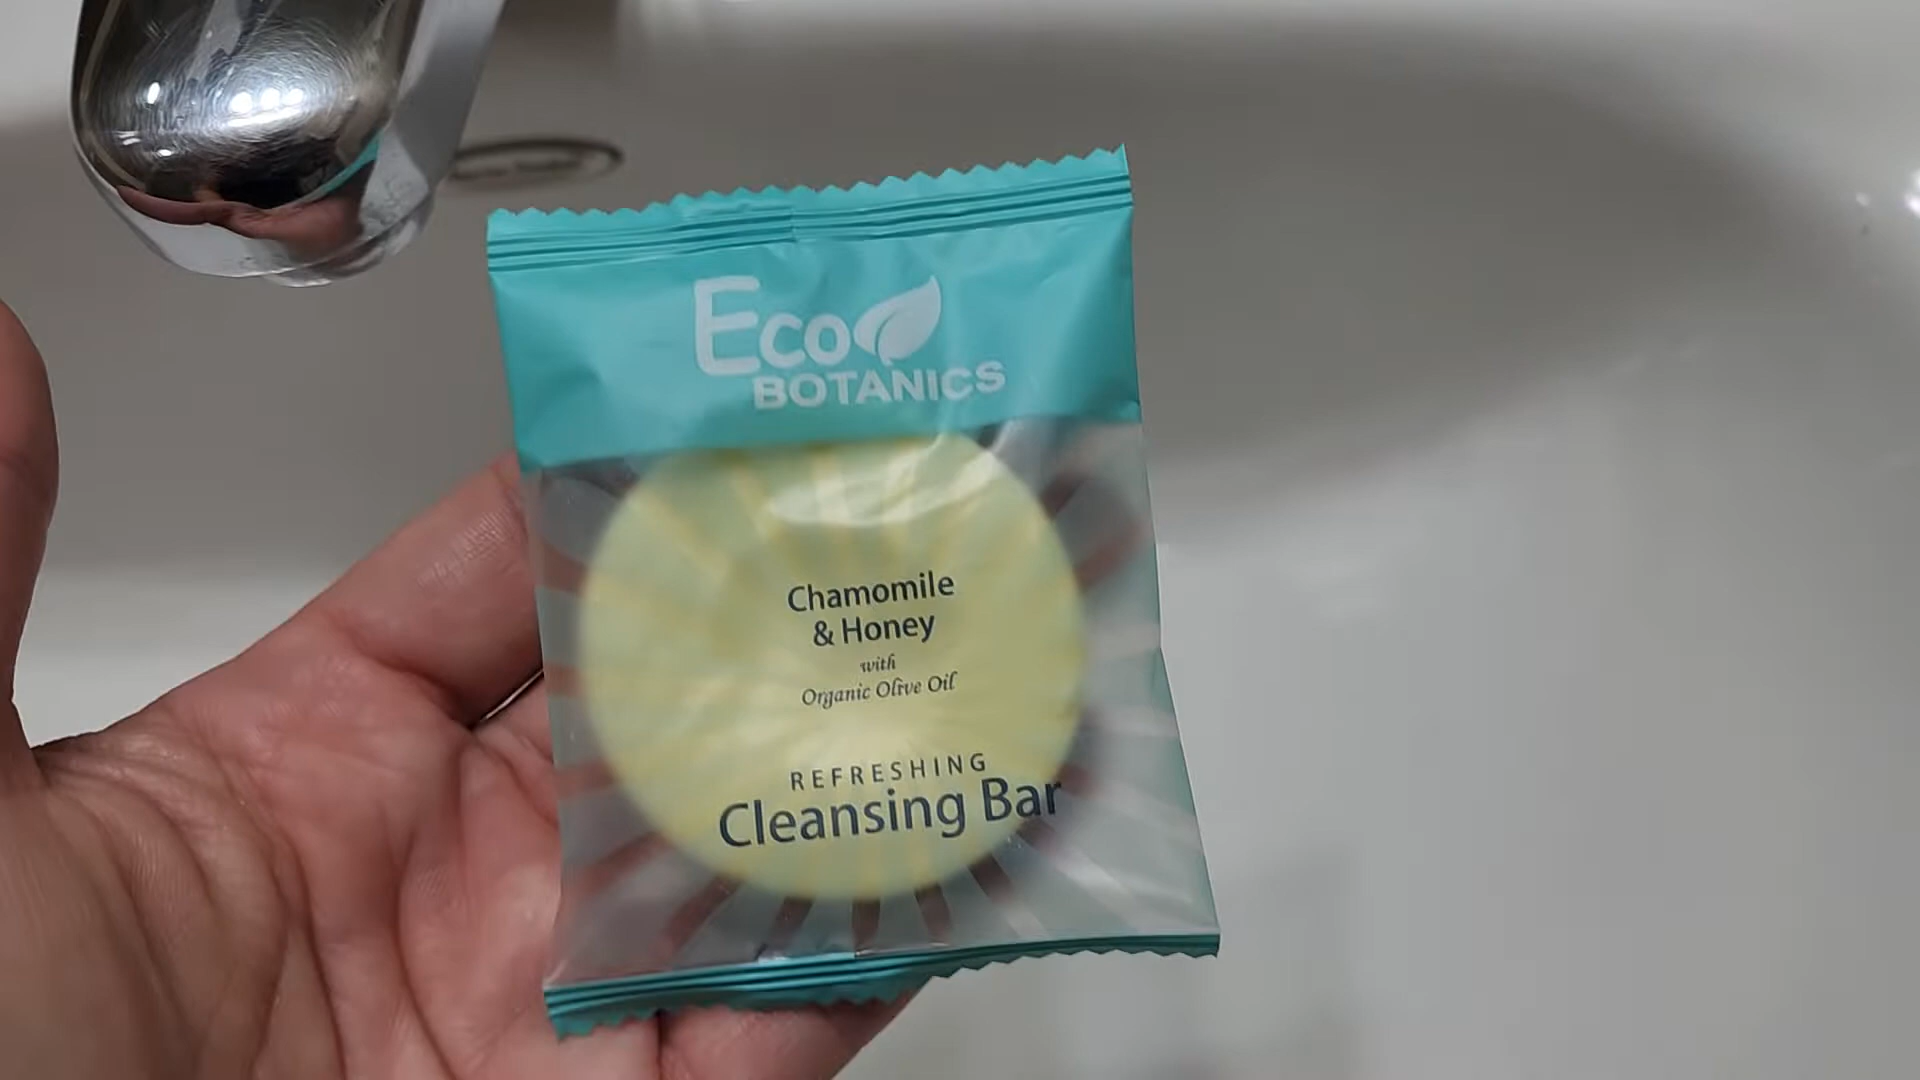 Eco
BOTANICS
Chamomile
& Honey
with
Organic Olive Oil
REFRESHING
Cleansing Bar